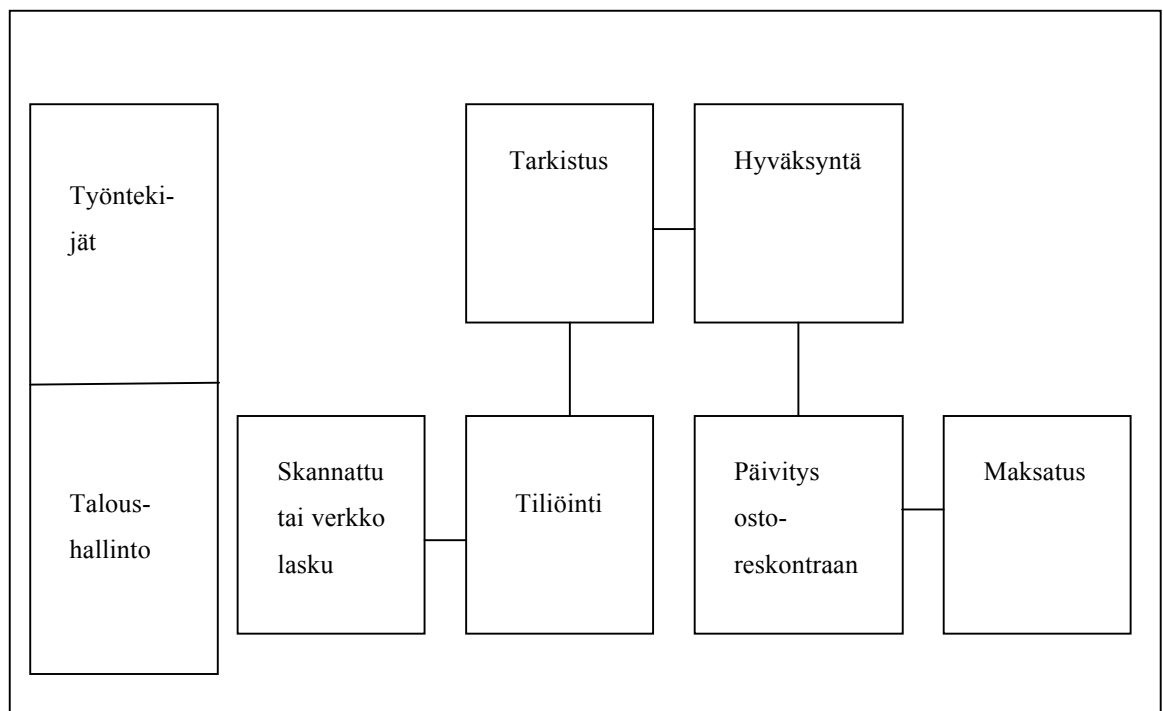 Tarkistus
Hyväksyntä
Työnteki-
jät
Skannattu
tai verkko
lasku
Tiliöinti
Päivitys
osto-
reskontraan
Maksatus
Talous-
hallinto